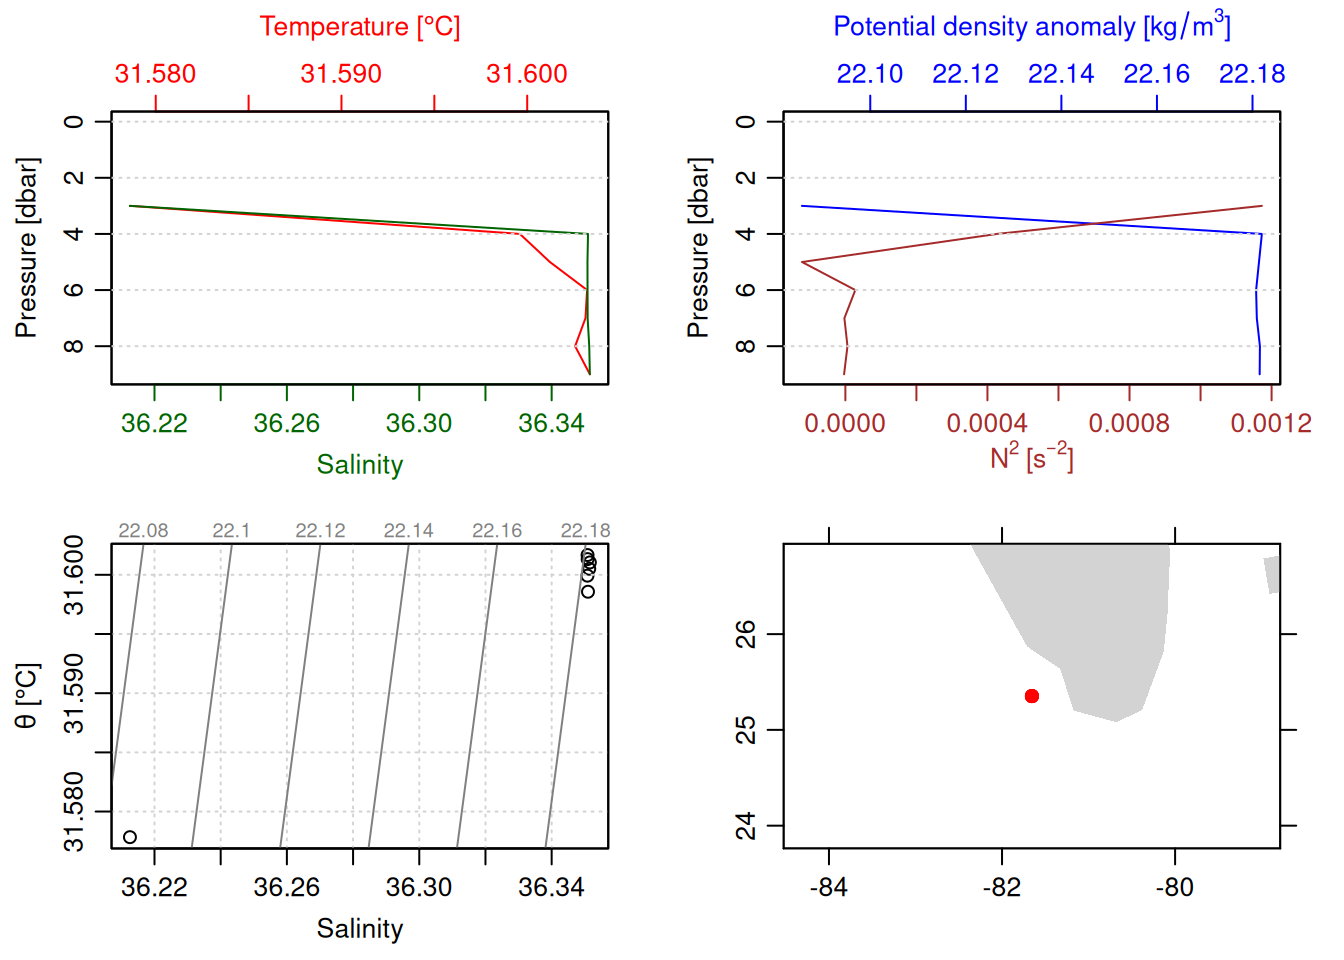 Temperature [°C]
31.580 31.590 31.600
0
2
4
6
8
Pressure [dbar]
36.22 36.26 36.30 36.34
Salinity
Potential density anomaly [kg/m³]
22.10 22.12 22.14 22.16 22.18
0
2
4
6
8
Pressure [dbar]
0.0000 0.0004 0.0008 0.0012
N² [s⁻²]
22.08 22.1 22.12 22.14 22.16 22.18
31.600
31.590
31.580
θ [°C]
36.22 36.26 36.30 36.34
Salinity
26
25
24
-84 -82 -80